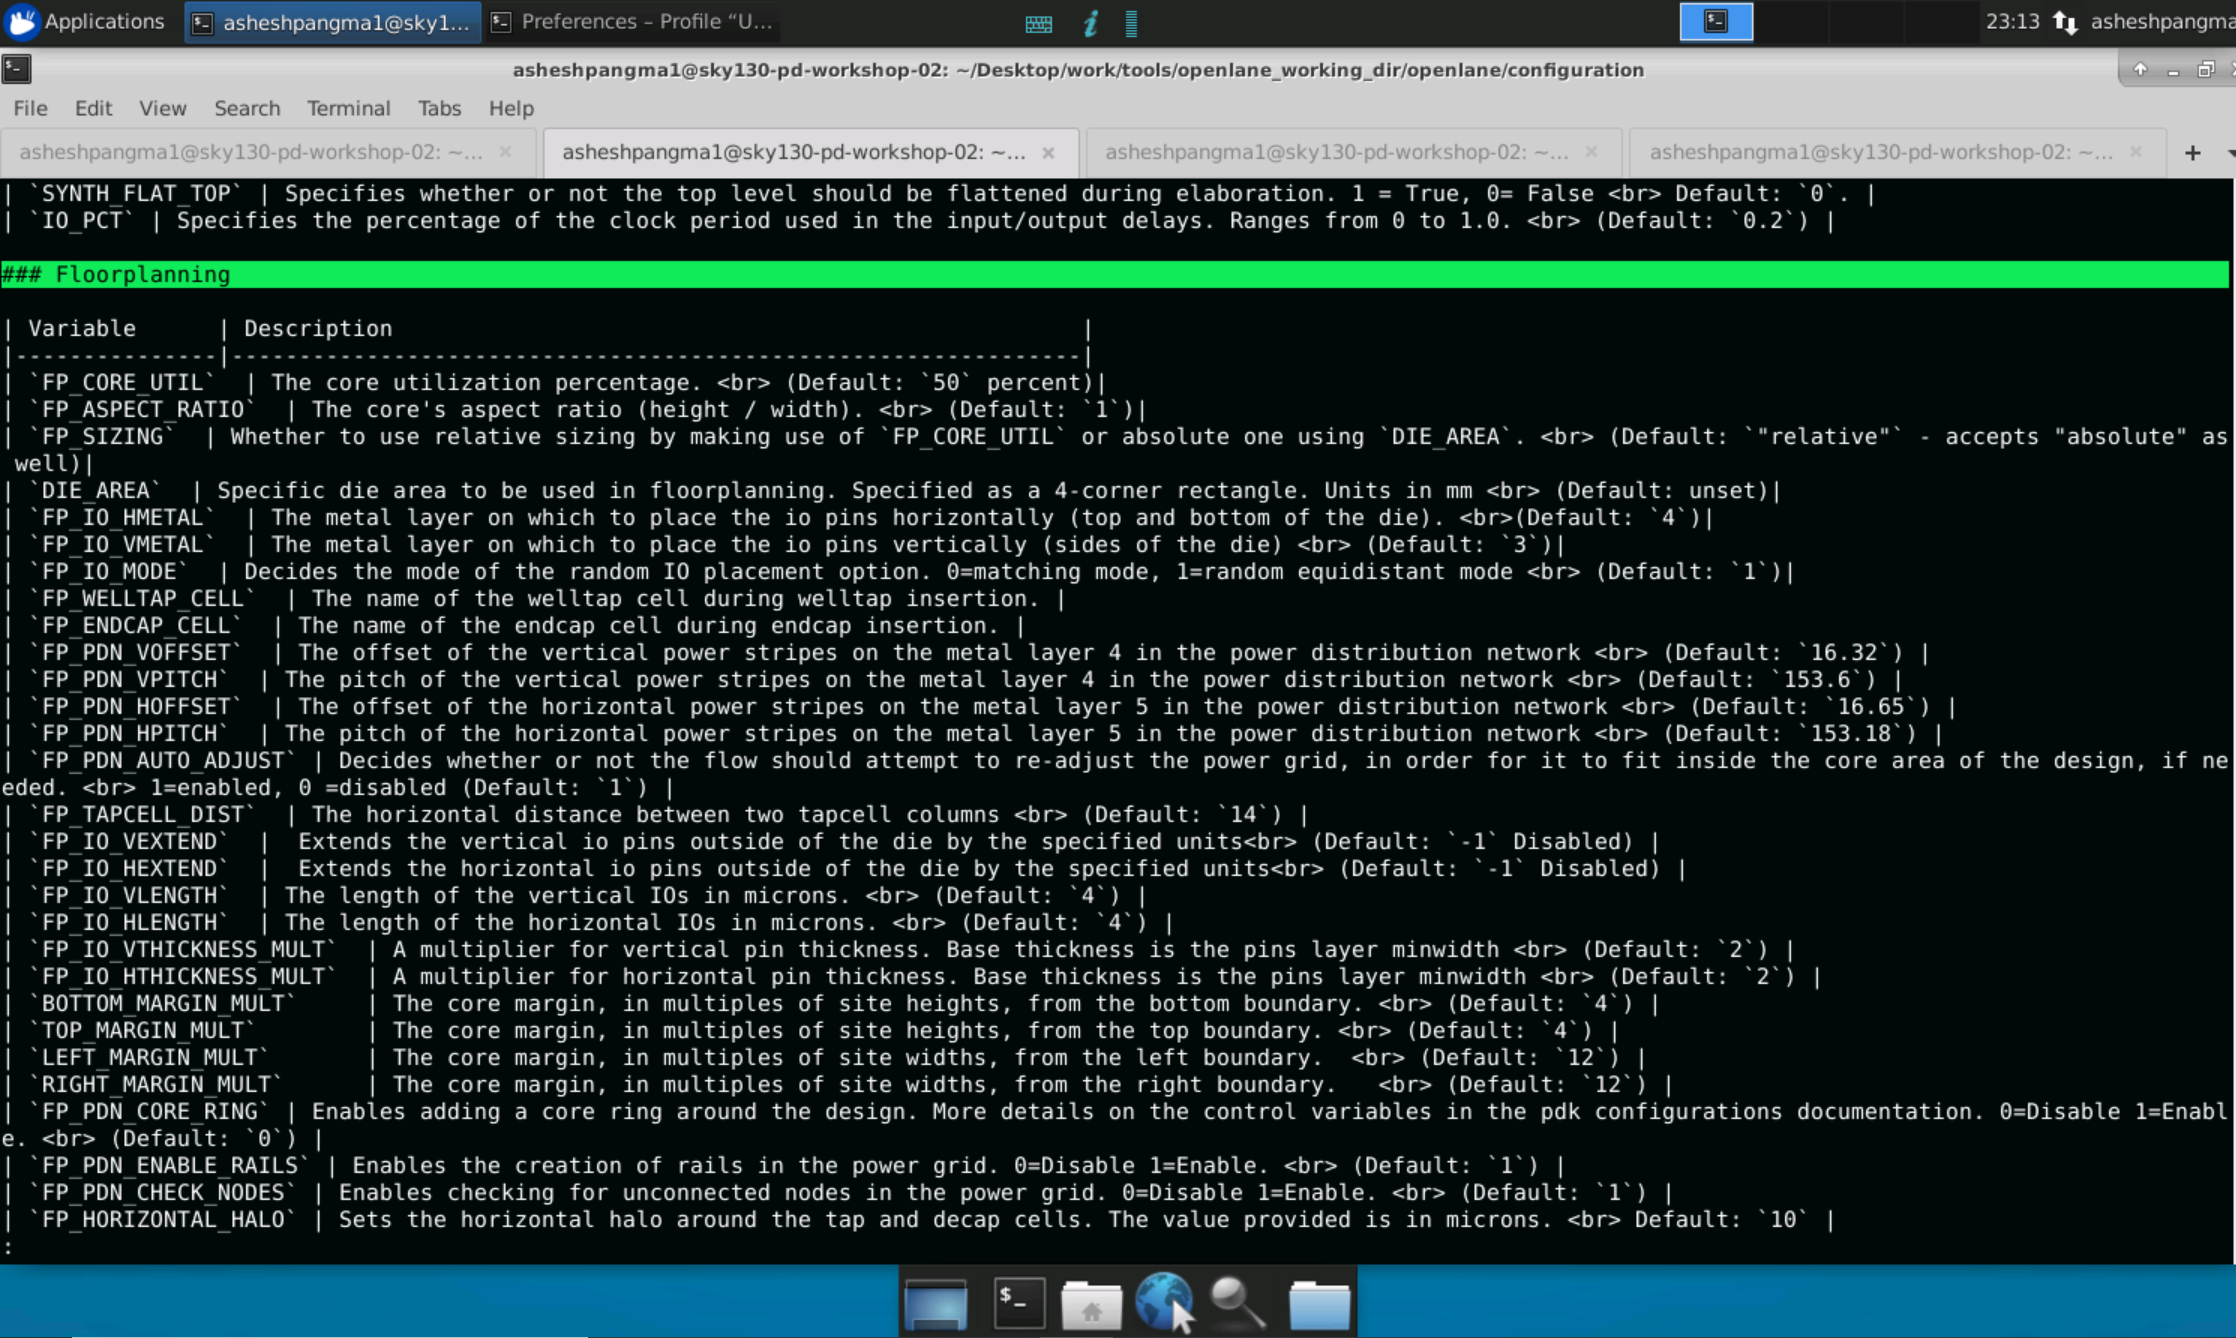 Applications
asheshpangma1@sky1...
Preferences – Profile “U...
23:13
asheshpangma
asheshpangma1@sky130-pd-workshop-02: ~/Desktop/work/tools/openlane_working_dir/openlane/configuration
File Edit View Search Terminal Tabs Help
asheshpangma1@sky130-pd-workshop-02: ~... × asheshpangma1@sky130-pd-workshop-02: ~... × asheshpangma1@sky130-pd-workshop-02: ~... × asheshpangma1@sky130-pd-workshop-02: ~... × +
| `SYNTH_FLAT_TOP` | Specifies whether or not the top level should be flattened during elaboration. 1 = True, 0= False <br> Default: `0`. |
| `IO_PCT` | Specifies the percentage of the clock period used in the input/output delays. Ranges from 0 to 1.0. <br> (Default: `0.2`) |
### Floorplanning
| Variable      | Description                                                   |
|---------------|---------------------------------------------------------------|
| `FP_CORE_UTIL`  | The core utilization percentage. <br> (Default: `50` percent)|
| `FP_ASPECT_RATIO`  | The core's aspect ratio (height / width). <br> (Default: `1`)|
| `FP_SIZING`  | Whether to use relative sizing by making use of `FP_CORE_UTIL` or absolute one using `DIE_AREA`. <br> (Default: `"relative"` - accepts "absolute" as
 well)|
| `DIE_AREA`  | Specific die area to be used in floorplanning. Specified as a 4-corner rectangle. Units in mm <br> (Default: unset)|
| `FP_IO_HMETAL`  | The metal layer on which to place the io pins horizontally (top and bottom of the die). <br>(Default: `4`)|
| `FP_IO_VMETAL`  | The metal layer on which to place the io pins vertically (sides of the die) <br> (Default: `3`)|
| `FP_IO_MODE`  | Decides the mode of the random IO placement option. 0=matching mode, 1=random equidistant mode <br> (Default: `1`)|
| `FP_WELLTAP_CELL`  | The name of the welltap cell during welltap insertion. |
| `FP_ENDCAP_CELL`  | The name of the endcap cell during endcap insertion. |
| `FP_PDN_VOFFSET`  | The offset of the vertical power stripes on the metal layer 4 in the power distribution network <br> (Default: `16.32`) |
| `FP_PDN_VPITCH`  | The pitch of the vertical power stripes on the metal layer 4 in the power distribution network <br> (Default: `153.6`) |
| `FP_PDN_HOFFSET`  | The offset of the horizontal power stripes on the metal layer 5 in the power distribution network <br> (Default: `16.65`) |
| `FP_PDN_HPITCH`  | The pitch of the horizontal power stripes on the metal layer 5 in the power distribution network <br> (Default: `153.18`) |
| `FP_PDN_AUTO_ADJUST` | Decides whether or not the flow should attempt to re-adjust the power grid, in order for it to fit inside the core area of the design, if ne
eded. <br> 1=enabled, 0 =disabled (Default: `1`) |
| `FP_TAPCELL_DIST`  | The horizontal distance between two tapcell columns <br> (Default: `14`) |
| `FP_IO_VEXTEND`  |  Extends the vertical io pins outside of the die by the specified units<br> (Default: `-1` Disabled) |
| `FP_IO_HEXTEND`  |  Extends the horizontal io pins outside of the die by the specified units<br> (Default: `-1` Disabled) |
| `FP_IO_VLENGTH`  | The length of the vertical IOs in microns. <br> (Default: `4`) |
| `FP_IO_HLENGTH`  | The length of the horizontal IOs in microns. <br> (Default: `4`) |
| `FP_IO_VTHICKNESS_MULT`  | A multiplier for vertical pin thickness. Base thickness is the pins layer minwidth <br> (Default: `2`) |
| `FP_IO_HTHICKNESS_MULT`  | A multiplier for horizontal pin thickness. Base thickness is the pins layer minwidth <br> (Default: `2`) |
| `BOTTOM_MARGIN_MULT`     | The core margin, in multiples of site heights, from the bottom boundary. <br> (Default: `4`) |
| `TOP_MARGIN_MULT`        | The core margin, in multiples of site heights, from the top boundary. <br> (Default: `4`) |
| `LEFT_MARGIN_MULT`       | The core margin, in multiples of site widths, from the left boundary.  <br> (Default: `12`) |
| `RIGHT_MARGIN_MULT`      | The core margin, in multiples of site widths, from the right boundary.   <br> (Default: `12`) |
| `FP_PDN_CORE_RING` | Enables adding a core ring around the design. More details on the control variables in the pdk configurations documentation. 0=Disable 1=Enabl
e. <br> (Default: `0`) |
| `FP_PDN_ENABLE_RAILS` | Enables the creation of rails in the power grid. 0=Disable 1=Enable. <br> (Default: `1`) |
| `FP_PDN_CHECK_NODES` | Enables checking for unconnected nodes in the power grid. 0=Disable 1=Enable. <br> (Default: `1`) |
| `FP_HORIZONTAL_HALO` | Sets the horizontal halo around the tap and decap cells. The value provided is in microns. <br> Default: `10` |
: